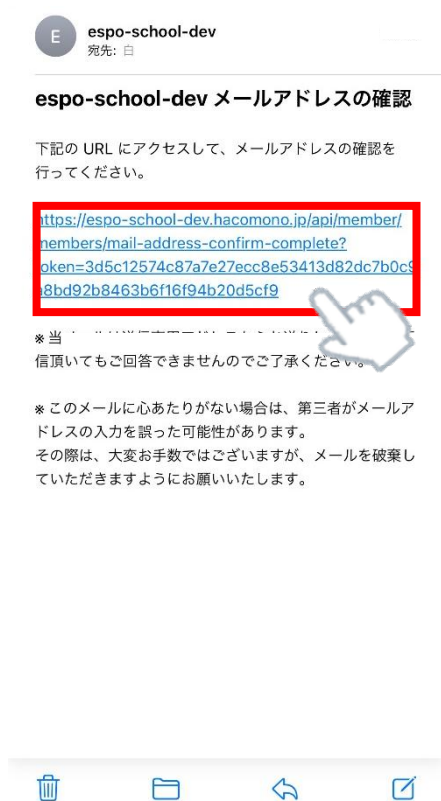 E
espo-school-dev
宛先: 白
espo-school-dev メールアドレスの確認
下記の URL にアクセスして、メールアドレスの確認を
行ってください。
https://espo-school-dev.hacomono.jp/api/member/
members/mail-address-confirm-complete?
token=3d5c12574c87a7e27ecc8e53413d82dc7b0c9
8bd92b8463b6f16f94b20d5cf9
※ 当
信頂いてもご回答できませんのでご了承ください。
※ このメールに心あたりがない場合は、第三者がメールア
ドレスの入力を誤った可能性があります。
その際は、大変お手数ではございますが、メールを破棄し
ていただきますようにお願いいたします。